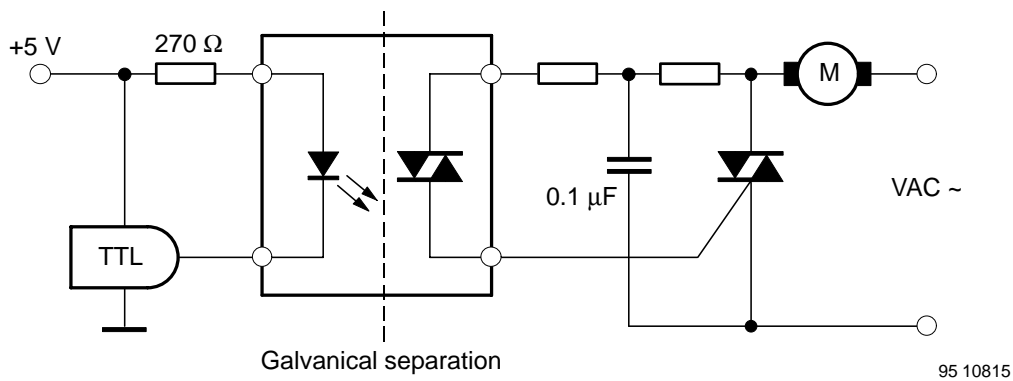 +5 V
270 Ω
M
0.1 μF
VAC ~
TTL
Galvanical separation
95 10815